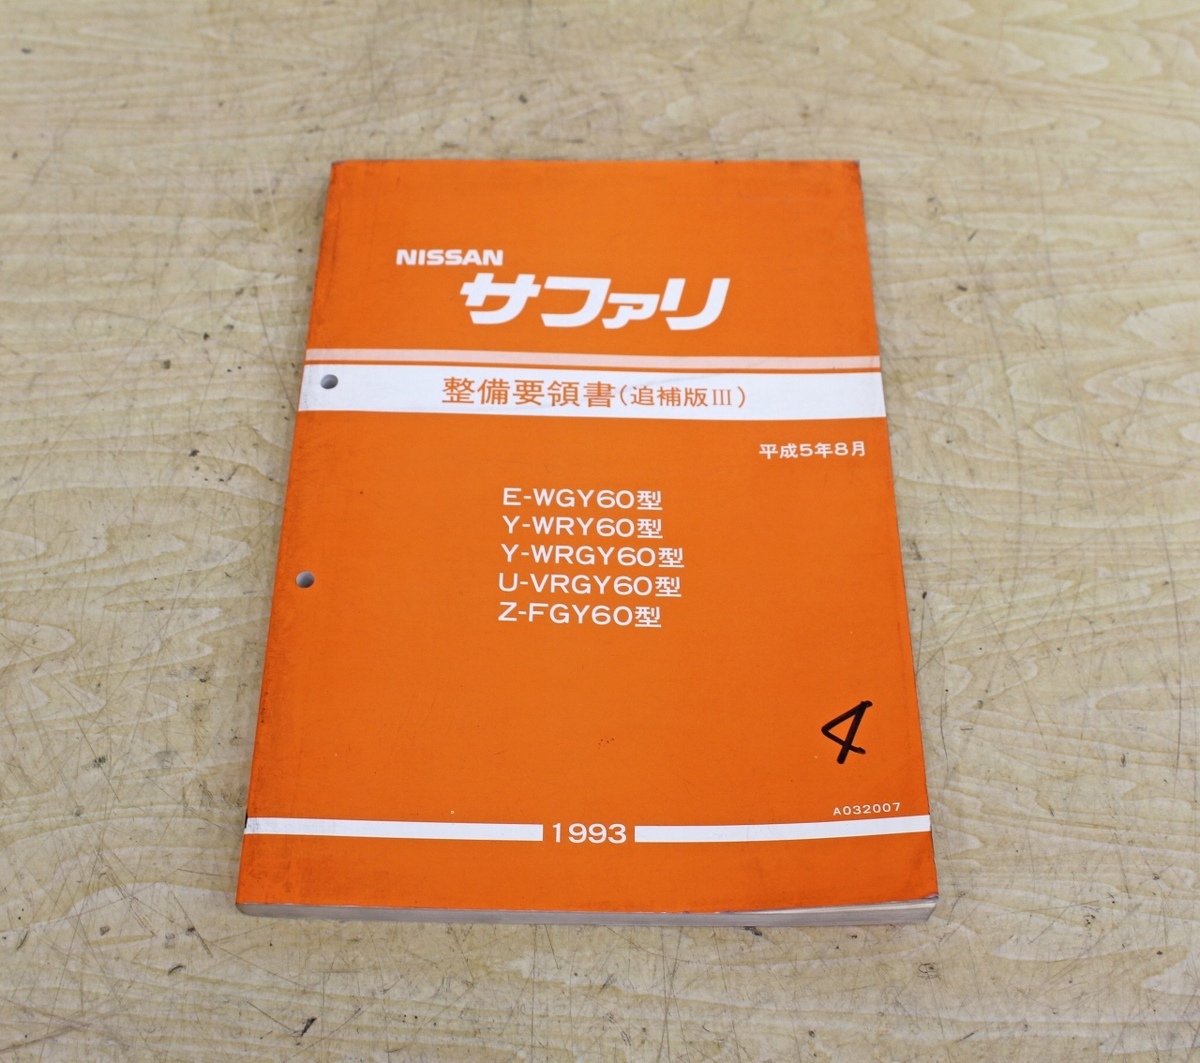 NISSAN
サファリ
整備要領書(追補版III)
平成5年8月
E-WGY60型
Y-WRY60型
Y-WRGY60型
U-VRGY60型
Z-FGY60型
4
A032007
1993